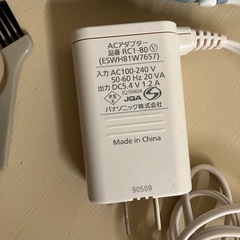 ACアダプター
品番 RC1-80 Ⓥ
(ESWH81W7657)
入力 AC100-240 V
50-60 Hz 20 VA
出力 DC5.4 V 1.2 A
PSE JQ10404 JQA S
パナソニック株式会社
Made in China
90509